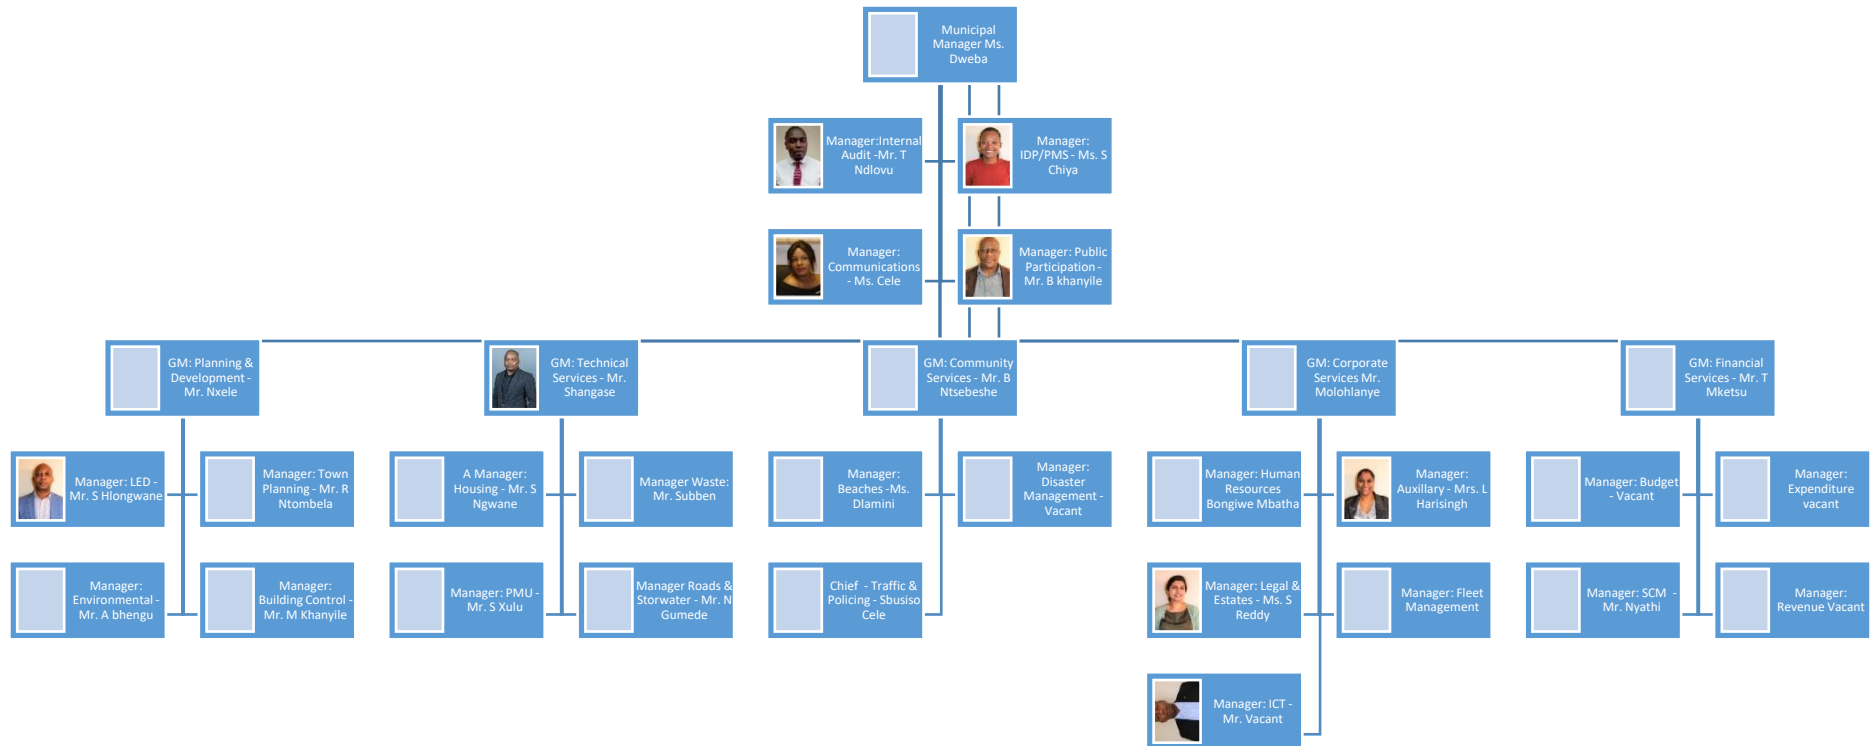 Municipal
Manager Ms.
Dweba
Manager:Internal
Audit -Mr. T
Ndlovu
Manager:
IDP/PMS - Ms. S
Chiya
Manager:
Communications
- Ms. Cele
Manager: Public
Participation -
Mr. B khanyile
GM: Planning &
Development -
Mr. Nxele
GM: Technical
Services - Mr.
Shangase
GM: Community
Services - Mr. B
Ntsebeshe
GM: Corporate
Services Mr.
Molohlanye
GM: Financial
Services - Mr. T
Mketsu
Manager: LED -
Mr. S Hlongwane
Manager: Town
Planning - Mr. R
Ntombela
A Manager:
Housing - Mr. S
Ngwane
Manager Waste:
Mr. Subben
Manager:
Beaches -Ms.
Dlamini
Manager:
Disaster
Management -
Vacant
Manager: Human
Resources
Bongiwe Mbatha
Manager:
Auxillary - Mrs. L
Harisingh
Manager: Budget
- Vacant
Manager:
Expenditure
vacant
Manager:
Environmental -
Mr. A bhengu
Manager:
Building Control -
Mr. M Khanyile
Manager: PMU -
Mr. S Xulu
Manager Roads &
Storwater - Mr. N
Gumede
Chief - Traffic &
Policing - Sbusiso
Cele
Manager: Legal &
Estates - Ms. S
Reddy
Manager: Fleet
Management
Manager: SCM -
Mr. Nyathi
Manager:
Revenue Vacant
Manager: ICT -
Mr. Vacant